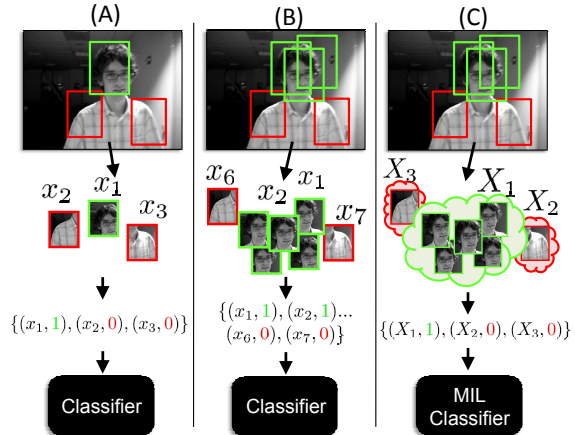 (A)
x₂ x₁ x₃
{(x₁, 1), (x₂, 0), (x₃, 0)}
Classifier
(B)
x₆ x₂ x₁ x₇
{(x₁, 1), (x₂, 1)...
(x₆, 0), (x₇, 0)}
Classifier
(C)
X₃ X₁ X₂
{(X₁, 1), (X₂, 0), (X₃, 0)}
MIL
Classifier